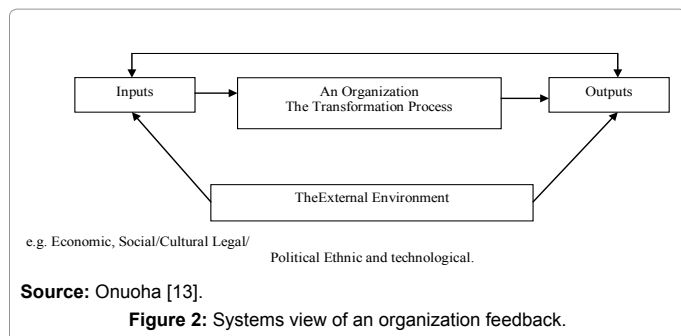 Inputs
An Organization
The Transformation Process
Outputs
TheExternal Environment
e.g. Economic, Social/Cultural Legal/
Political Ethnic and technological.
Source: Onuoha [13].
Figure 2: Systems view of an organization feedback.